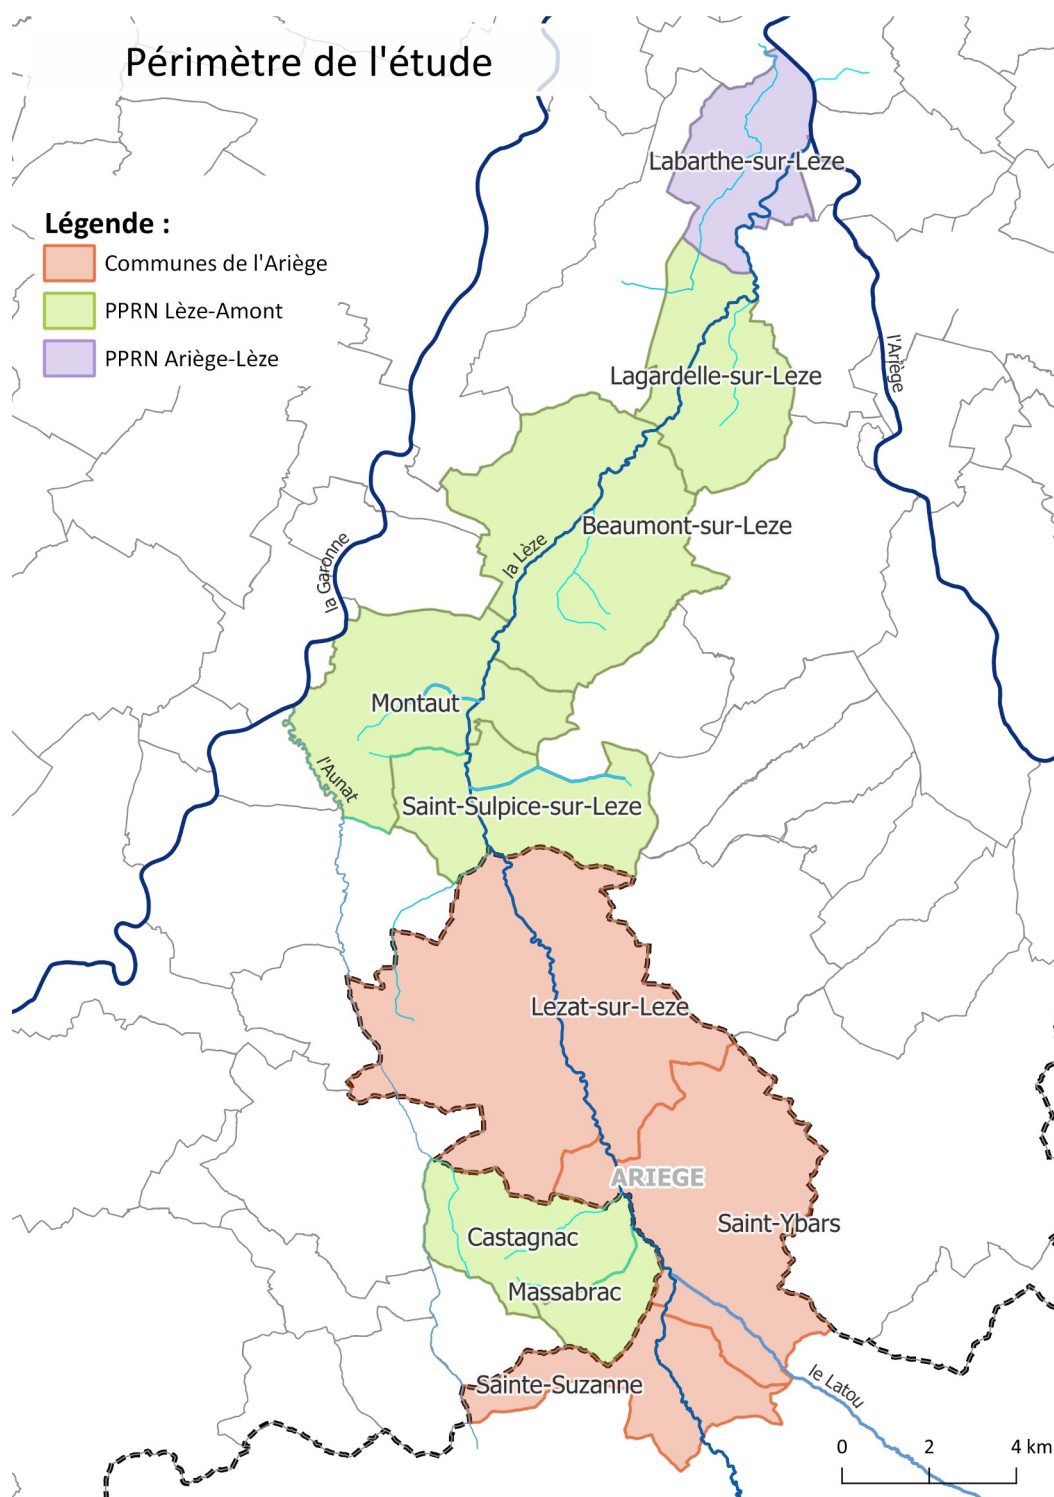 Périmètre de l'étude
Labarthe-sur-Leze
Légende :
Communes de l'Ariège
PPRN Lèze-Amont
PPRN Ariège-Lèze
l'Ariège
Lagardelle-sur-Leze
Beaumont-sur-Leze
la Lèze
la Garonne
Montaut
l'Aunat
Saint-Sulpice-sur-Leze
Lezat-sur-Leze
ARIEGE
Saint-Ybars
Castagnac
Massabrac
Sainte-Suzanne
le Latou
0 2 4 km